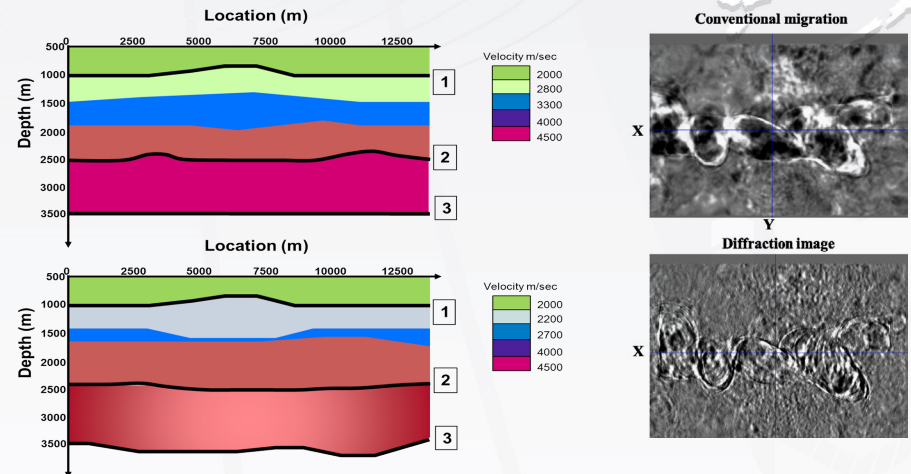 Location (m)
0 2500 5000 7500 10000 12500
Depth (m)
500
1000
1500
2000
2500
3000
3500
1
2
3
Velocity m/sec
2000
2800
3300
4000
4500
Location (m)
0 2500 5000 7500 10000 12500
Depth (m)
500
1000
1500
2000
2500
3000
3500
1
2
3
Velocity m/sec
2000
2200
2700
4000
4500
Conventional migration
X
Y
Diffraction image
X